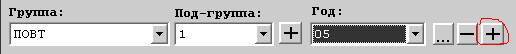 Группа: Под-группа: Год:
ПОВТ 1 + 05 ... − +